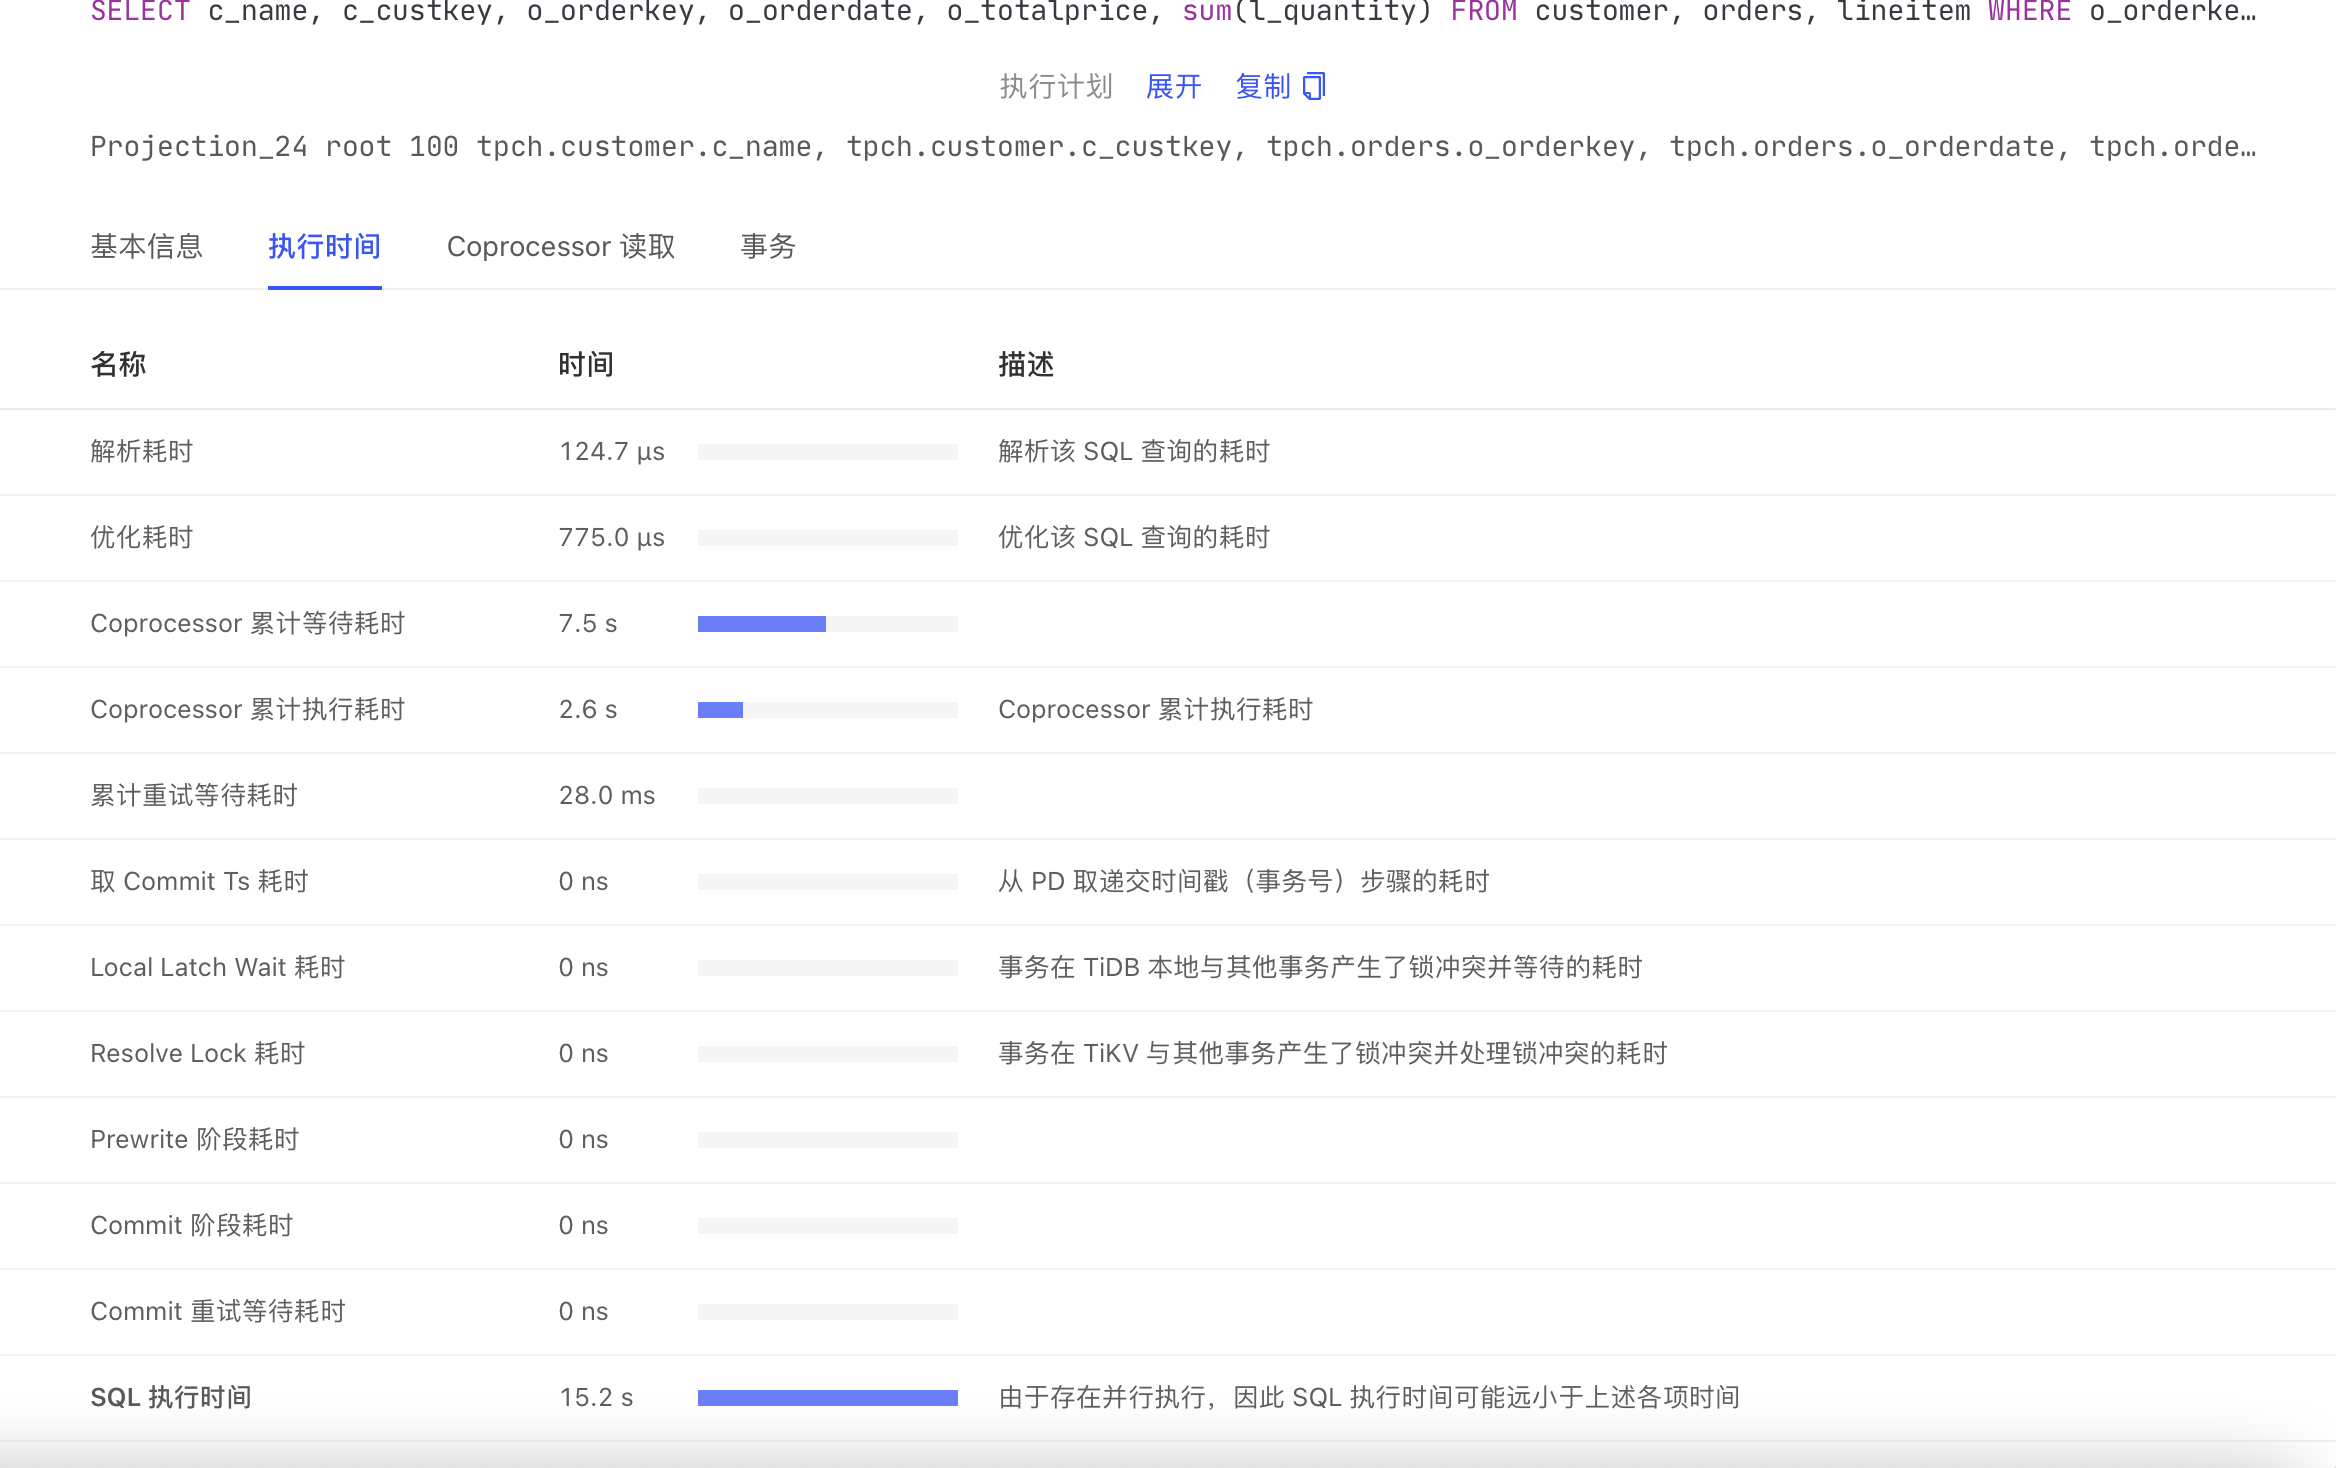 SELECT c_name, c_custkey, o_orderkey, o_orderdate, o_totalprice, sum(l_quantity) FROM customer, orders, lineitem WHERE o_orderke…
执行计划 展开 复制
Projection_24 root 100 tpch.customer.c_name, tpch.customer.c_custkey, tpch.orders.o_orderkey, tpch.orders.o_orderdate, tpch.orde…
基本信息 执行时间 Coprocessor 读取 事务
名称 时间 描述
解析耗时 124.7 μs 解析该 SQL 查询的耗时
优化耗时 775.0 μs 优化该 SQL 查询的耗时
Coprocessor 累计等待耗时 7.5 s
Coprocessor 累计执行耗时 2.6 s Coprocessor 累计执行耗时
累计重试等待耗时 28.0 ms
取 Commit Ts 耗时 0 ns 从 PD 取递交时间戳（事务号）步骤的耗时
Local Latch Wait 耗时 0 ns 事务在 TiDB 本地与其他事务产生了锁冲突并等待的耗时
Resolve Lock 耗时 0 ns 事务在 TiKV 与其他事务产生了锁冲突并处理锁冲突的耗时
Prewrite 阶段耗时 0 ns
Commit 阶段耗时 0 ns
Commit 重试等待耗时 0 ns
SQL 执行时间 15.2 s 由于存在并行执行，因此 SQL 执行时间可能远小于上述各项时间